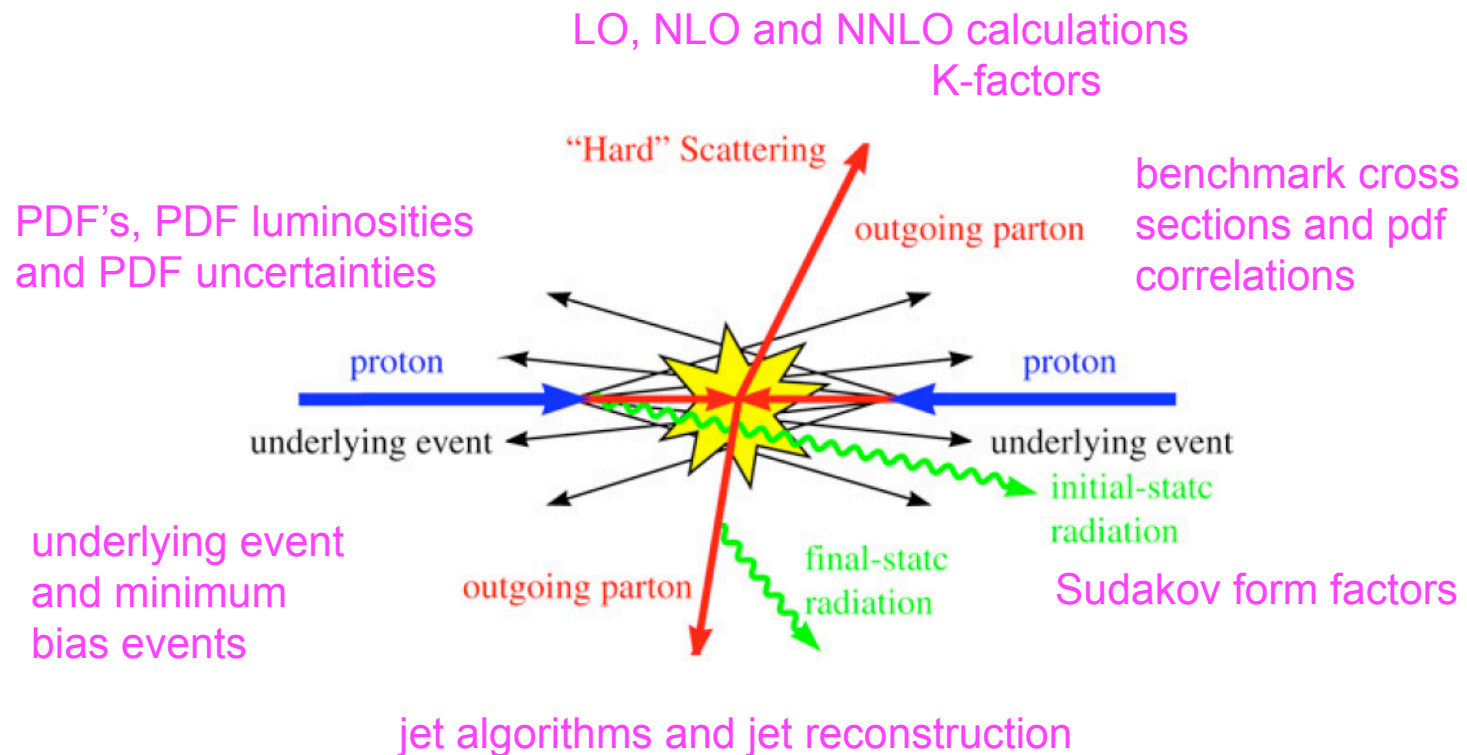 LO, NLO and NNLO calculations
K-factors
“Hard” Scattering
benchmark cross
sections and pdf
correlations
PDF’s, PDF luminosities
and PDF uncertainties
outgoing parton
proton
proton
underlying event
underlying event
initial-statc
radiation
underlying event
and minimum
bias events
outgoing parton
final-statc
radiation
Sudakov form factors
jet algorithms and jet reconstruction